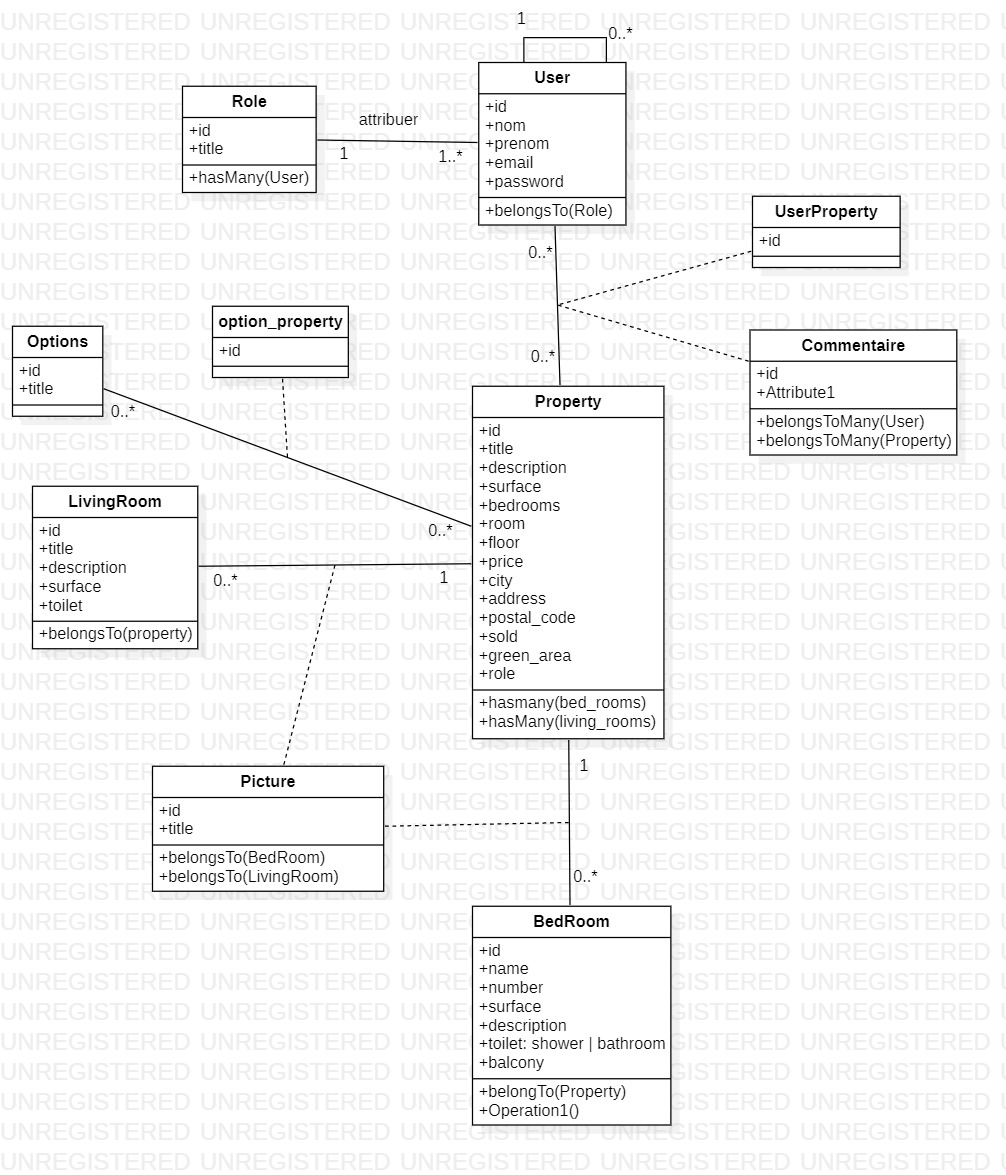 1
0..*
User
+id
+nom
+prenom
+email
+password
+belongsTo(Role)
Role
+id
+title
+hasMany(User)
attribuer
1
1..*
UserProperty
+id
0..*
0..*
option_property
+id
Options
+id
+title
0..*
0..*
Commentaire
+id
+Attribute1
+belongsToMany(User)
+belongsToMany(Property)
Property
+id
+title
+description
+surface
+bedrooms
+room
+floor
+price
+city
+address
+postal_code
+sold
+green_area
+role
+hasmany(bed_rooms)
+hasMany(living_rooms)
LivingRoom
+id
+title
+description
+surface
+toilet
+belongsTo(property)
0..*
1
Picture
+id
+title
+belongsTo(BedRoom)
+belongsTo(LivingRoom)
1
0..*
BedRoom
+id
+name
+number
+surface
+description
+toilet: shower | bathroom
+balcony
+belongTo(Property)
+Operation1()
UNREGISTERED